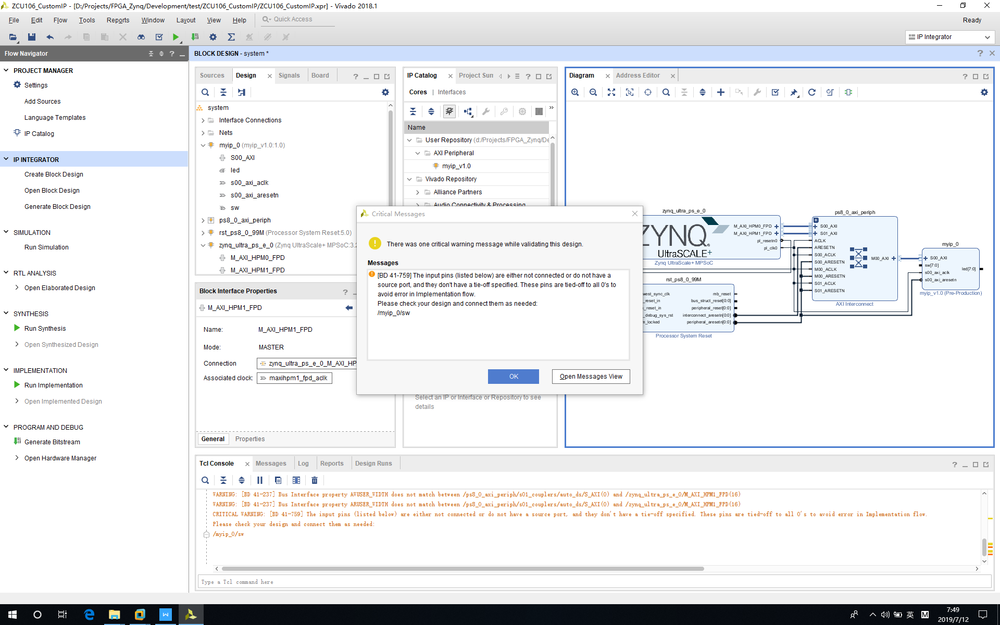 ZCU106_CustomIP - [D:/Projects/FPGA_Zynq/Development/test/ZCU106_CustomIP/ZCU106_CustomIP.xpr] - Vivado 2018.1
File Edit Flow Tools Reports Window Layout View Help Quick Access Ready
IP Integrator
Flow Navigator
BLOCK DESIGN - system *
PROJECT MANAGER
Settings
Add Sources
Language Templates
IP Catalog
IP INTEGRATOR
Create Block Design
Open Block Design
Generate Block Design
SIMULATION
Run Simulation
RTL ANALYSIS
Open Elaborated Design
SYNTHESIS
Run Synthesis
Open Synthesized Design
IMPLEMENTATION
Run Implementation
Open Implemented Design
PROGRAM AND DEBUG
Generate Bitstream
Open Hardware Manager
Sources Design Signals Board
system
Interface Connections
Nets
myip_0 (myip_v1.0:1.0)
S00_AXI
led
s00_axi_aclk
s00_axi_aresetn
sw
ps8_0_axi_periph
rst_ps8_0_99M (Processor System Reset:5.0)
zynq_ultra_ps_e_0 (Zynq UltraScale+ MPSoC:3.2
M_AXI_HPM0_FPD
M_AXI_HPM1_FPD
Block Interface Properties
M_AXI_HPM1_FPD
Name: M_AXI_HPM1_FPD
Mode: MASTER
Connection zynq_ultra_ps_e_0_M_AXI_HP
Associated clock: maxihpm1_fpd_aclk
General Properties
IP Catalog Project Sum
Cores | Interfaces
Name
User Repository (d:/Projects/FPGA_Zynq/De
AXI Peripheral
myip_v1.0
Vivado Repository
Alliance Partners
Audio Connectivity & Processing
Select an IP or Interface or Repository to see
details
Critical Messages
There was one critical warning message while validating this design.
Messages
[BD 41-759] The input pins (listed below) are either not connected or do not have a
source port, and they don't have a tie-off specified. These pins are tied-off to all 0's to
avoid error in Implementation flow.
Please check your design and connect them as needed:
/myip_0/sw
OK Open Messages View
Diagram Address Editor
zynq_ultra_ps_e_0
ZYNQ
UltraSCALE+
M_AXI_HPM0_FPD
M_AXI_HPM1_FPD
pl_resetn0
pl_clk0
Zynq UltraScale+ MPSoC
rst_ps8_0_99M
west_sync_clk
_reset_in
_reset_in
_debug_sys_rst
m_locked
mb_reset
bus_struct_reset[0:0]
peripheral_reset[0:0]
interconnect_aresetn[0:0]
peripheral_aresetn[0:0]
Processor System Reset
ps8_0_axi_periph
S00_AXI
S01_AXI
ACLK
ARESETN
S00_ACLK
S00_ARESETN
M00_ACLK
M00_ARESETN
S01_ACLK
S01_ARESETN
M00_AXI
AXI Interconnect
myip_0
S00_AXI
sw[7:0]
s00_axi_aclk
s00_axi_aresetn
led[7:0]
myip_v1.0 (Pre-Production)
Tcl Console Messages Log Reports Design Runs
WARNING: [BD 41-237] Bus Interface property AWUSER_WIDTH does not match between /ps8_0_axi_periph/s01_couplers/auto_ds/S_AXI(0) and /zynq_ultra_ps_e_0/M_AXI_HPM1_FPD(16)
WARNING: [BD 41-237] Bus Interface property ARUSER_WIDTH does not match between /ps8_0_axi_periph/s01_couplers/auto_ds/S_AXI(0) and /zynq_ultra_ps_e_0/M_AXI_HPM1_FPD(16)
CRITICAL WARNING: [BD 41-759] The input pins (listed below) are either not connected or do not have a source port, and they don't have a tie-off specified. These pins are tied-off to all 0's to avoid error in Implementation flow.
Please check your design and connect them as needed:
/myip_0/sw
Type a Tcl command here
英
7:49
2019/7/12